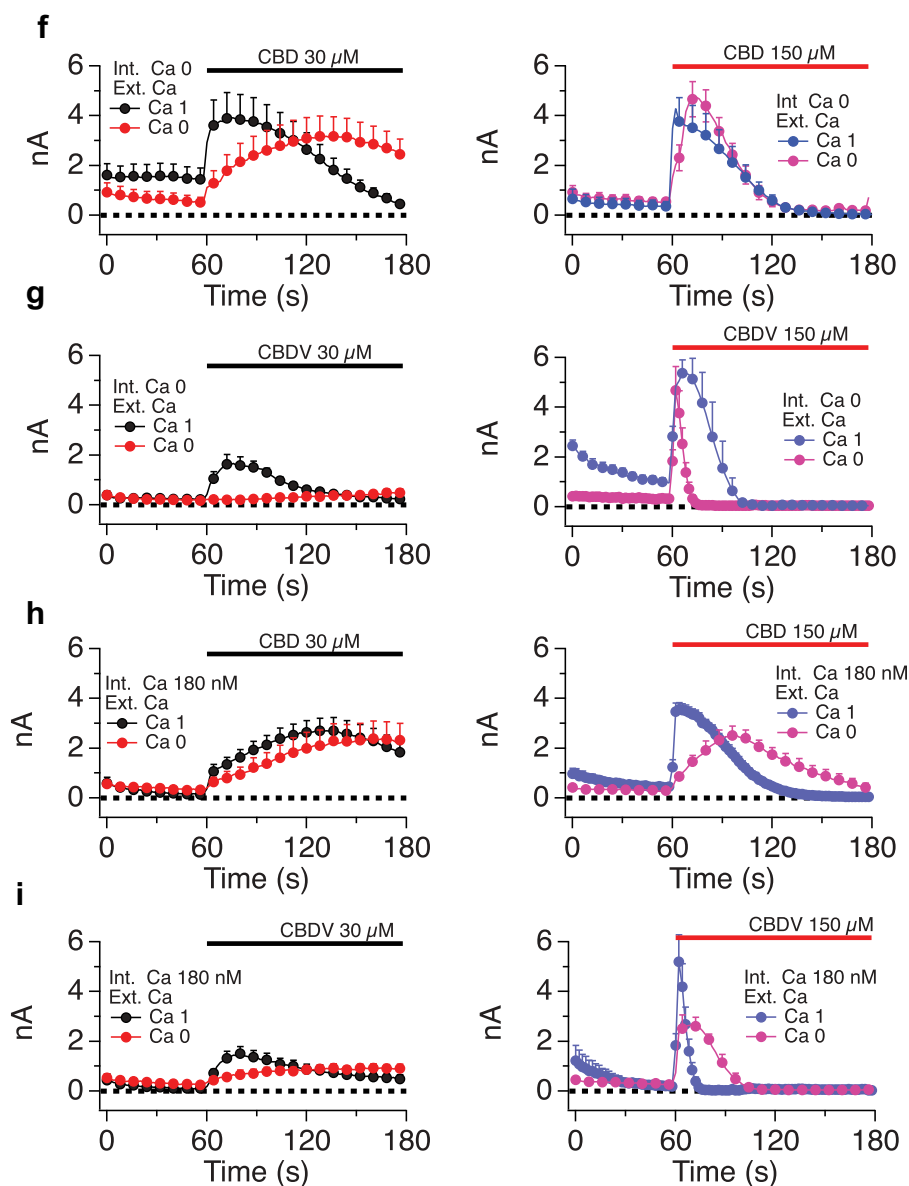 f
CBD 30 µM
Int. Ca 0
Ext. Ca
Ca 1
Ca 0
nA
6
4
2
0
0 60 120 180
Time (s)
CBD 150 µM
Int Ca 0
Ext. Ca
Ca 1
Ca 0
nA
6
4
2
0
0 60 120 180
Time (s)
g
CBDV 30 µM
Int. Ca 0
Ext. Ca
Ca 1
Ca 0
nA
6
4
2
0
0 60 120 180
Time (s)
CBDV 150 µM
Int. Ca 0
Ext. Ca
Ca 1
Ca 0
nA
6
4
2
0
0 60 120 180
Time (s)
h
CBD 30 µM
Int. Ca 180 nM
Ext. Ca
Ca 1
Ca 0
nA
6
4
2
0
0 60 120 180
Time (s)
CBD 150 µM
Int. Ca 180 nM
Ext. Ca
Ca 1
Ca 0
nA
6
4
2
0
0 60 120 180
Time (s)
i
CBDV 30 µM
Int. Ca 180 nM
Ext. Ca
Ca 1
Ca 0
nA
6
4
2
0
0 60 120 180
Time (s)
CBDV 150 µM
Int. Ca 180 nM
Ext. Ca
Ca 1
Ca 0
nA
6
4
2
0
0 60 120 180
Time (s)